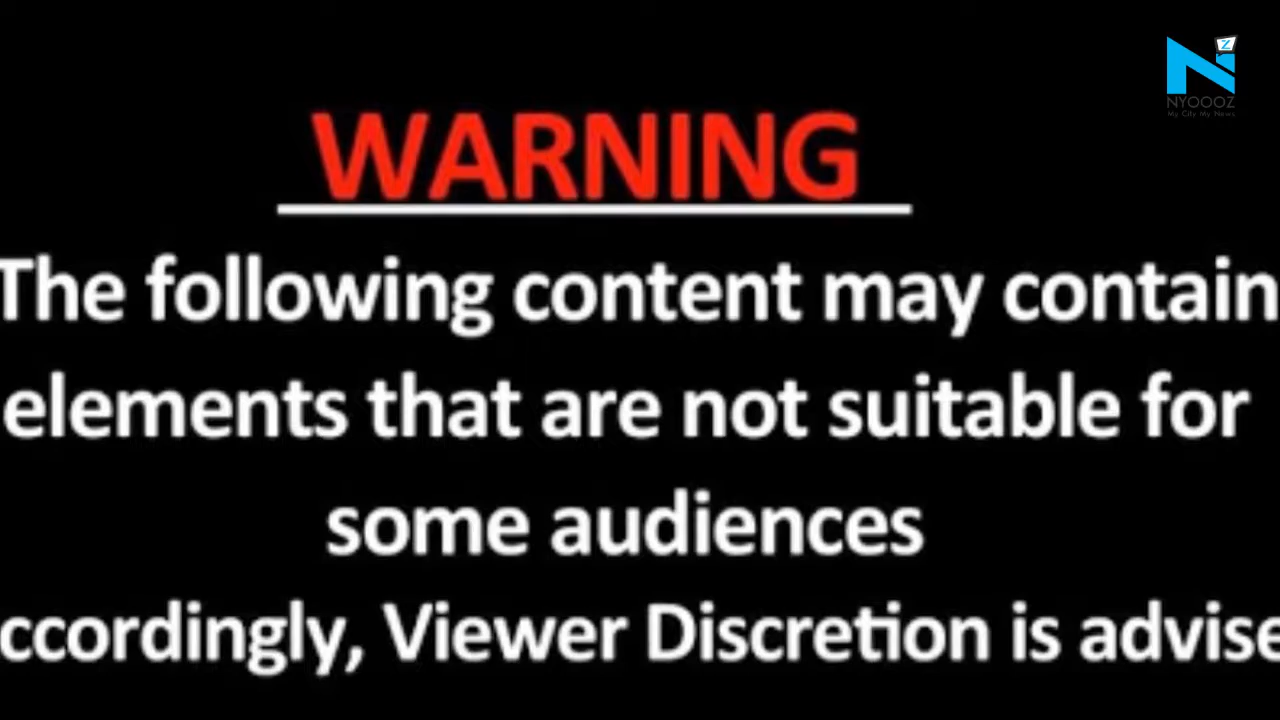 Z
NYOOOZ
My City My News
WARNING
The following content may contain
elements that are not suitable for
some audiences
ccordingly, Viewer Discretion is advise